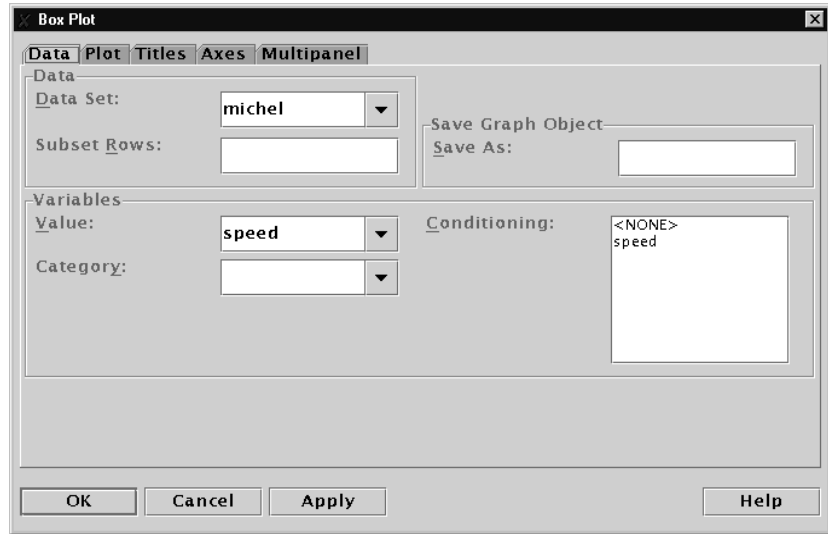 Box Plot
Data Plot Titles Axes Multipanel
Data
Data Set:
michel
Subset Rows:
Save Graph Object
Save As:
Variables
Value:
speed
Category:
Conditioning:
<NONE>
speed
OK Cancel Apply Help